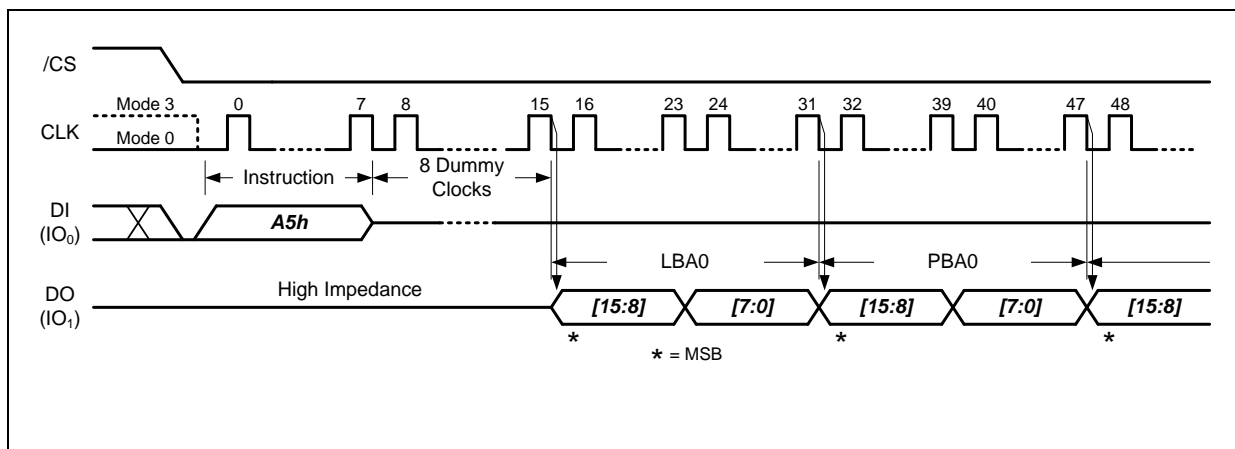 /CS
Mode 3
0 7 8 15 16 23 24 31 32 39 40 47 48
CLK
Mode 0
Instruction
8 Dummy
Clocks
DI
(IO0)
A5h
LBA0
PBA0
DO
(IO1)
High Impedance
[15:8] [7:0] [15:8] [7:0] [15:8]
* * *
* = MSB